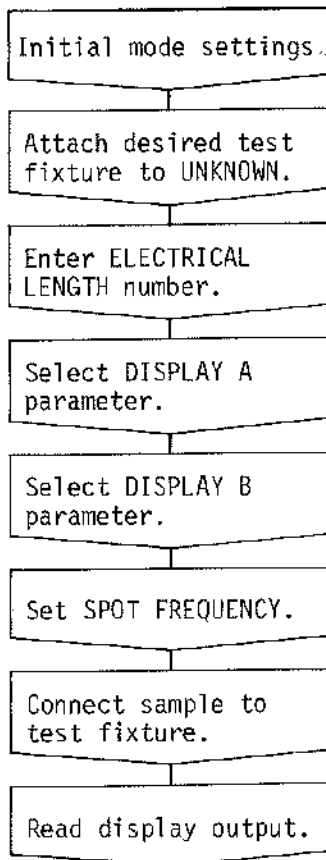 Initial mode settings.
Attach desired test
fixture to UNKNOWN.
Enter ELECTRICAL
LENGTH number.
Select DISPLAY A
parameter.
Select DISPLAY B
parameter.
Set SPOT FREQUENCY.
Connect sample to
test fixture.
Read display output.